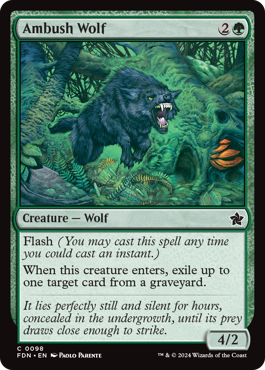 Ambush Wolf 2
Creature — Wolf
Flash (You may cast this spell any time
you could cast an instant.)
When this creature enters, exile up to
one target card from a graveyard.
It lies perfectly still and silent for hours,
concealed in the undergrowth, until its prey
draws close enough to strike.
4/2
C 0098
FDN • EN Paolo Parente ™ & © 2024 Wizards of the Coast